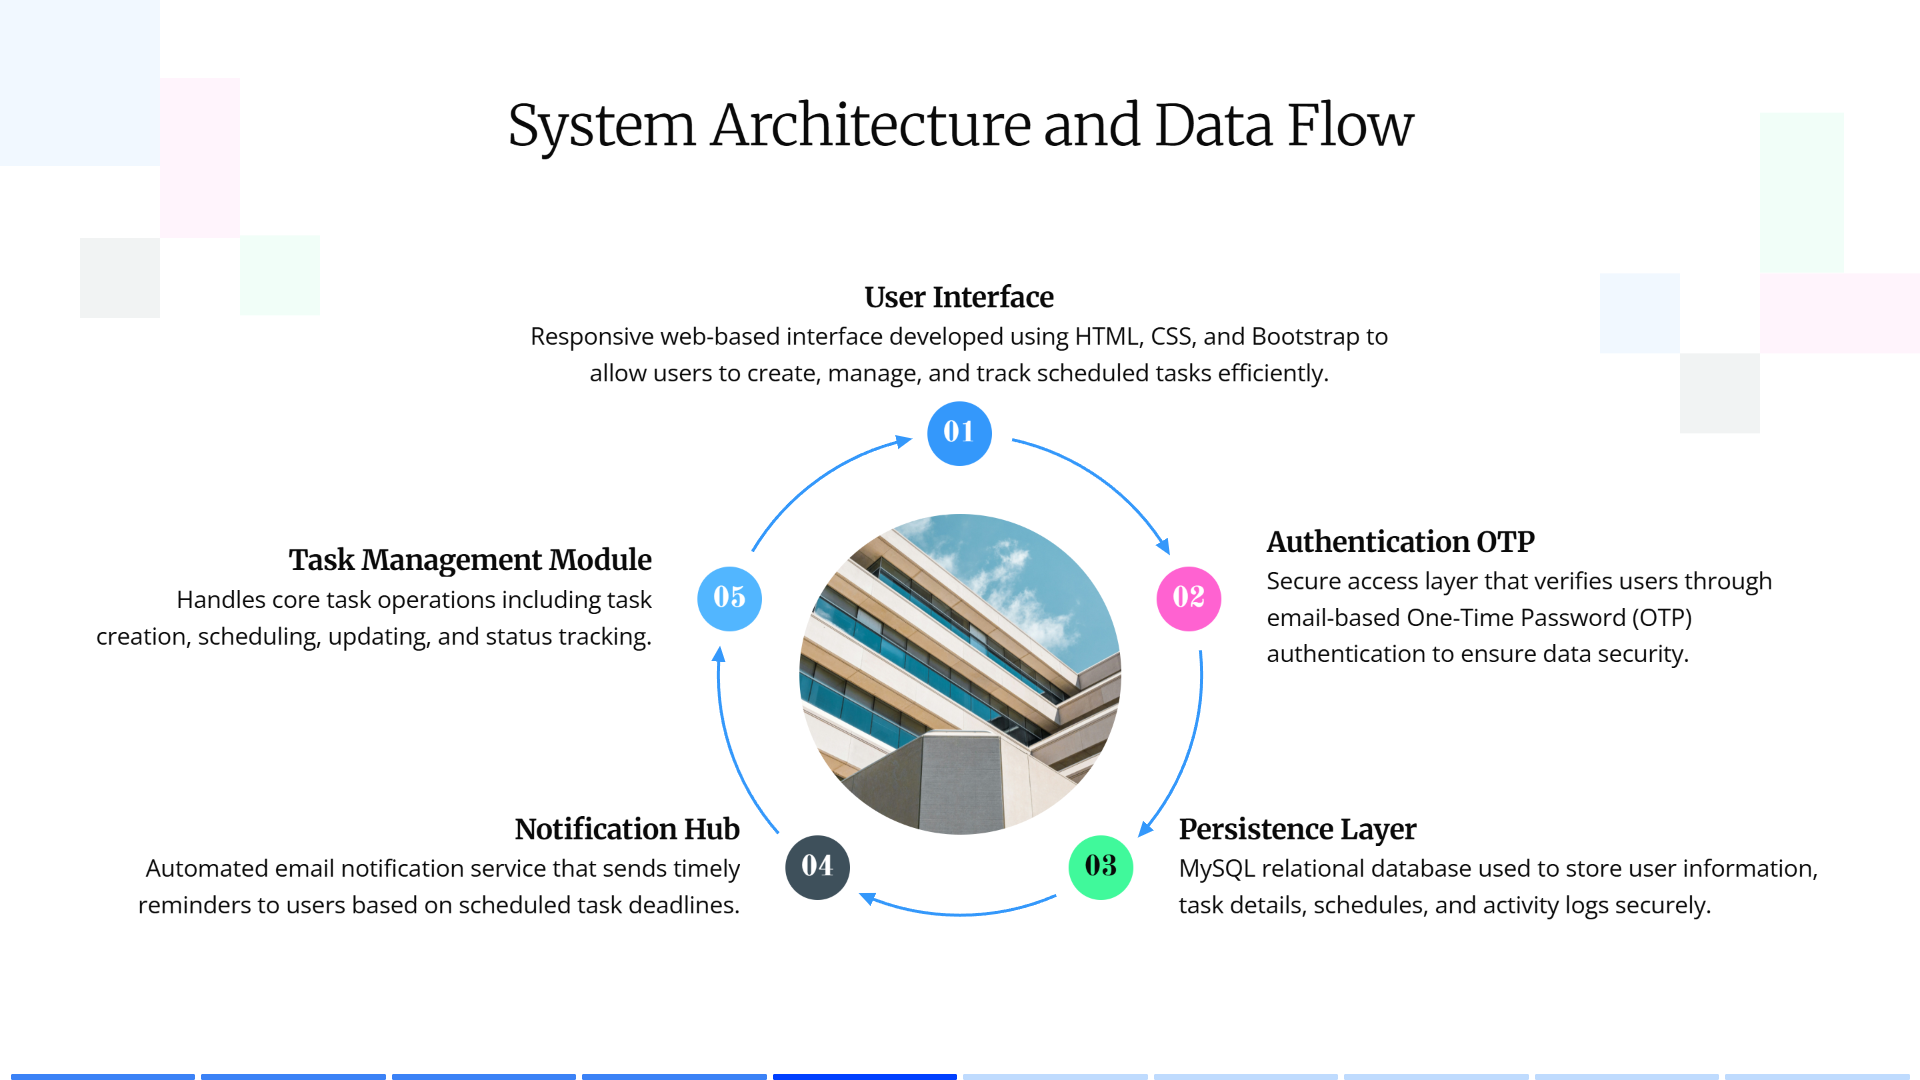 System Architecture and Data Flow
User Interface
Responsive web-based interface developed using HTML, CSS, and Bootstrap to
allow users to create, manage, and track scheduled tasks efficiently.
01
Authentication OTP
Secure access layer that verifies users through
email-based One-Time Password (OTP)
authentication to ensure data security.
02
Persistence Layer
MySQL relational database used to store user information,
task details, schedules, and activity logs securely.
03
Notification Hub
Automated email notification service that sends timely
reminders to users based on scheduled task deadlines.
04
Task Management Module
Handles core task operations including task
creation, scheduling, updating, and status tracking.
05